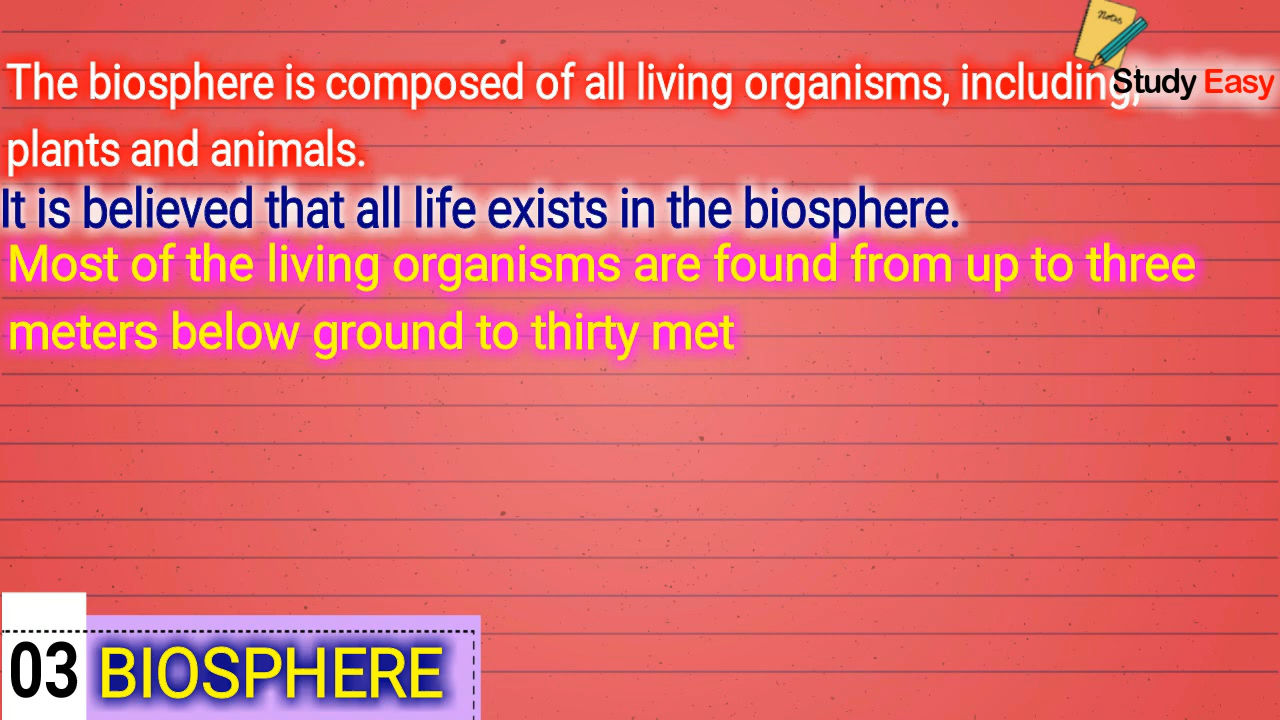 Notes
Study Easy
The biosphere is composed of all living organisms, including,
plants and animals.
It is believed that all life exists in the biosphere.
Most of the living organisms are found from up to three
meters below ground to thirty met
03 BIOSPHERE